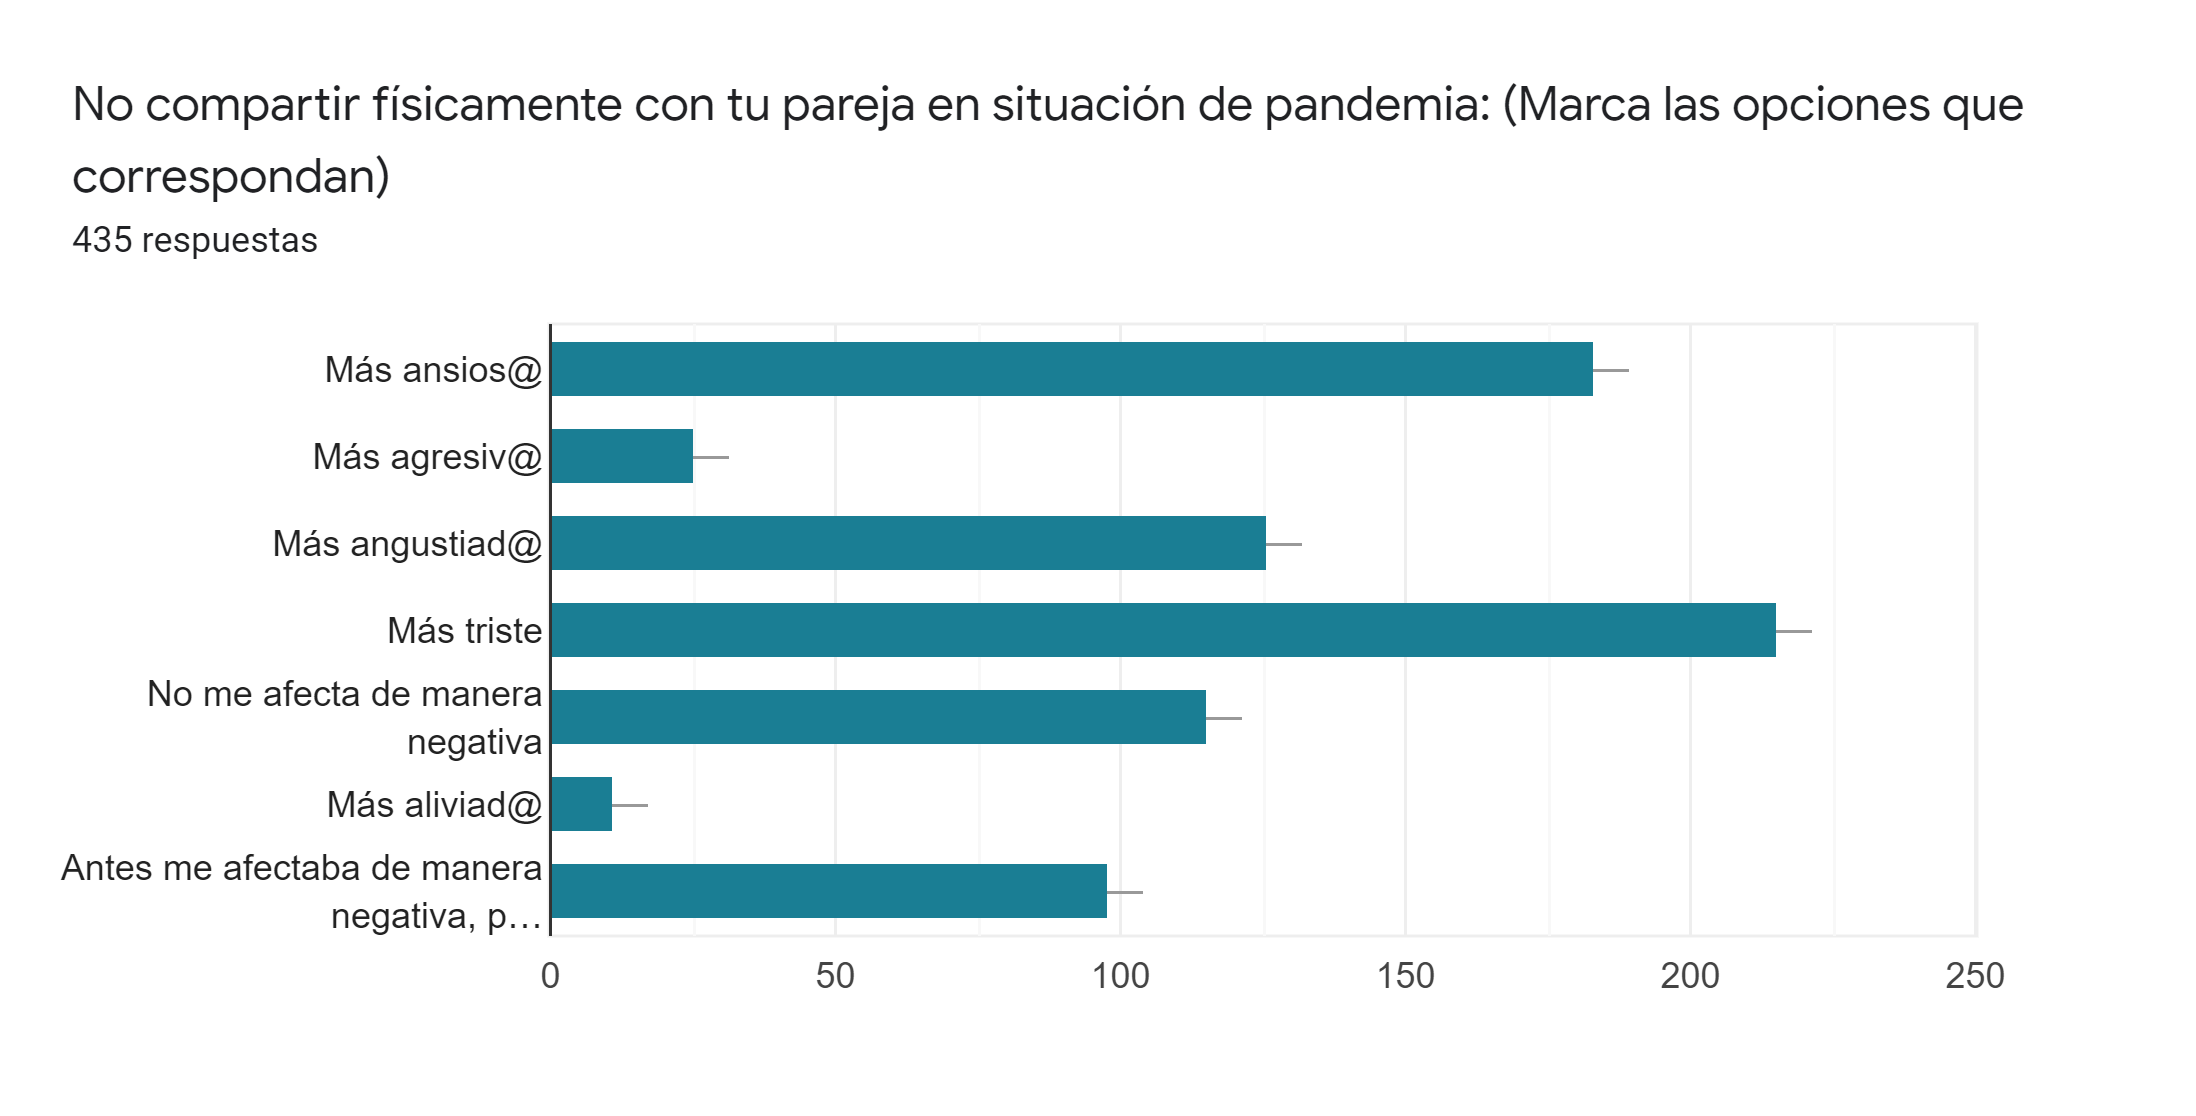 No compartir físicamente con tu pareja en situación de pandemia: (Marca las opciones que
correspondan)
435 respuestas
Más ansios@
Más agresiv@
Más angustiad@
Más triste
No me afecta de manera
negativa
Más aliviad@
Antes me afectaba de manera
negativa, p…
0 50 100 150 200 250